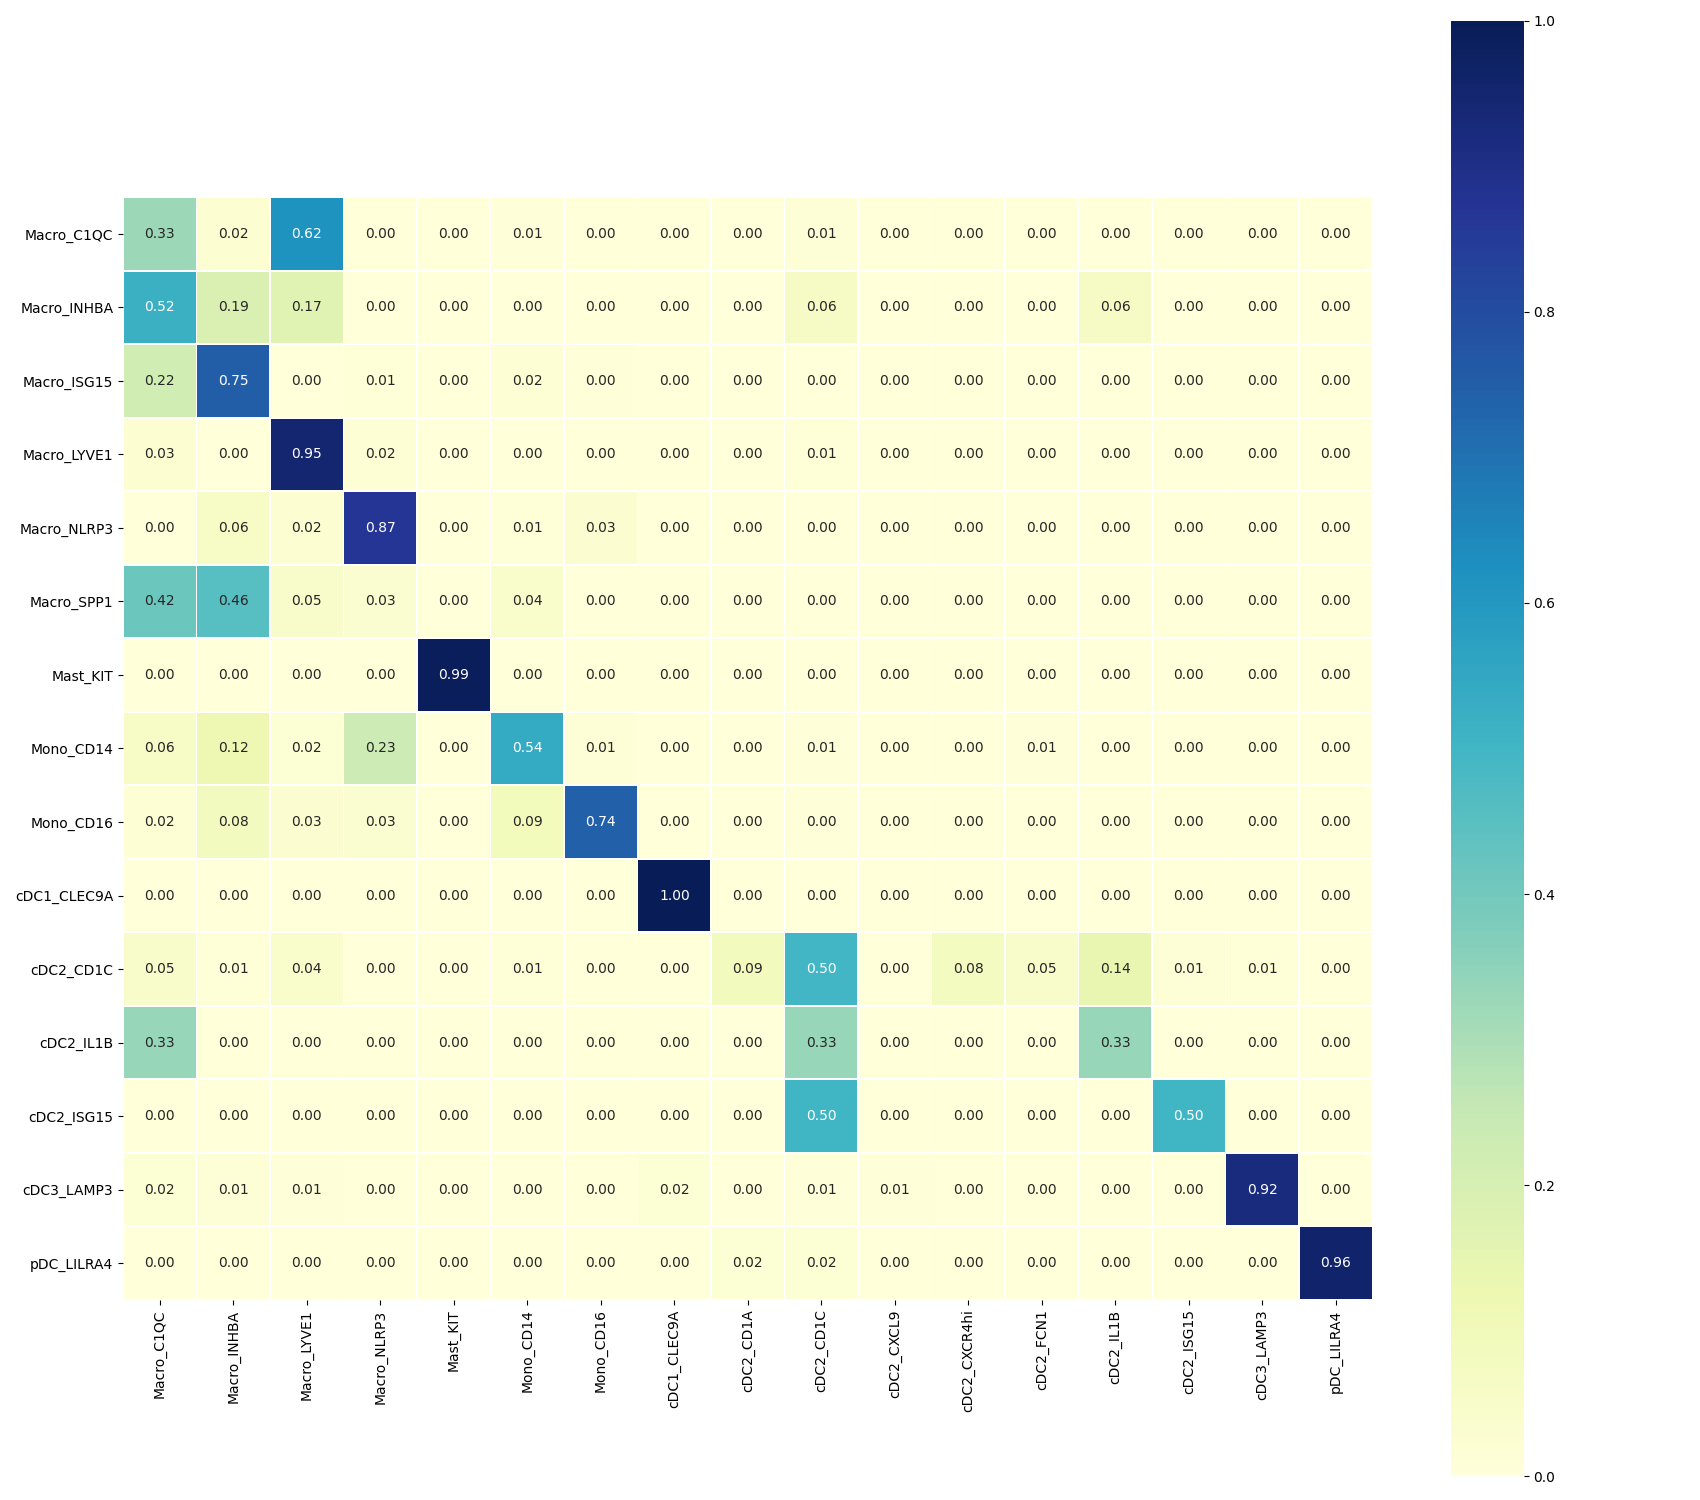 1.0
Macro_C1QC 0.33 0.02 0.62 0.00 0.00 0.01 0.00 0.00 0.00 0.01 0.00 0.00 0.00 0.00 0.00 0.00 0.00
Macro_INHBA 0.52 0.19 0.17 0.00 0.00 0.00 0.00 0.00 0.00 0.06 0.00 0.00 0.00 0.06 0.00 0.00 0.00
0.8
Macro_ISG15 0.22 0.75 0.00 0.01 0.00 0.02 0.00 0.00 0.00 0.00 0.00 0.00 0.00 0.00 0.00 0.00 0.00
Macro_LYVE1 0.03 0.00 0.95 0.02 0.00 0.00 0.00 0.00 0.00 0.01 0.00 0.00 0.00 0.00 0.00 0.00 0.00
Macro_NLRP3 0.00 0.06 0.02 0.87 0.00 0.01 0.03 0.00 0.00 0.00 0.00 0.00 0.00 0.00 0.00 0.00 0.00
Macro_SPP1 0.42 0.46 0.05 0.03 0.00 0.04 0.00 0.00 0.00 0.00 0.00 0.00 0.00 0.00 0.00 0.00 0.00
0.6
Mast_KIT 0.00 0.00 0.00 0.00 0.99 0.00 0.00 0.00 0.00 0.00 0.00 0.00 0.00 0.00 0.00 0.00 0.00
Mono_CD14 0.06 0.12 0.02 0.23 0.00 0.54 0.01 0.00 0.00 0.01 0.00 0.00 0.01 0.00 0.00 0.00 0.00
Mono_CD16 0.02 0.08 0.03 0.03 0.00 0.09 0.74 0.00 0.00 0.00 0.00 0.00 0.00 0.00 0.00 0.00 0.00
cDC1_CLEC9A 0.00 0.00 0.00 0.00 0.00 0.00 0.00 1.00 0.00 0.00 0.00 0.00 0.00 0.00 0.00 0.00 0.00
0.4
cDC2_CD1C 0.05 0.01 0.04 0.00 0.00 0.01 0.00 0.00 0.09 0.50 0.00 0.08 0.05 0.14 0.01 0.01 0.00
cDC2_IL1B 0.33 0.00 0.00 0.00 0.00 0.00 0.00 0.00 0.00 0.33 0.00 0.00 0.00 0.33 0.00 0.00 0.00
cDC2_ISG15 0.00 0.00 0.00 0.00 0.00 0.00 0.00 0.00 0.00 0.50 0.00 0.00 0.00 0.00 0.50 0.00 0.00
0.2
cDC3_LAMP3 0.02 0.01 0.01 0.00 0.00 0.00 0.00 0.02 0.00 0.01 0.01 0.00 0.00 0.00 0.00 0.92 0.00
pDC_LILRA4 0.00 0.00 0.00 0.00 0.00 0.00 0.00 0.00 0.02 0.02 0.00 0.00 0.00 0.00 0.00 0.00 0.96
Macro_C1QC
Macro_INHBA
Macro_LYVE1
Macro_NLRP3
Mast_KIT
Mono_CD14
Mono_CD16
cDC1_CLEC9A
cDC2_CD1A
cDC2_CD1C
cDC2_CXCL9
cDC2_CXCR4hi
cDC2_FCN1
cDC2_IL1B
cDC2_ISG15
cDC3_LAMP3
pDC_LILRA4
0.0